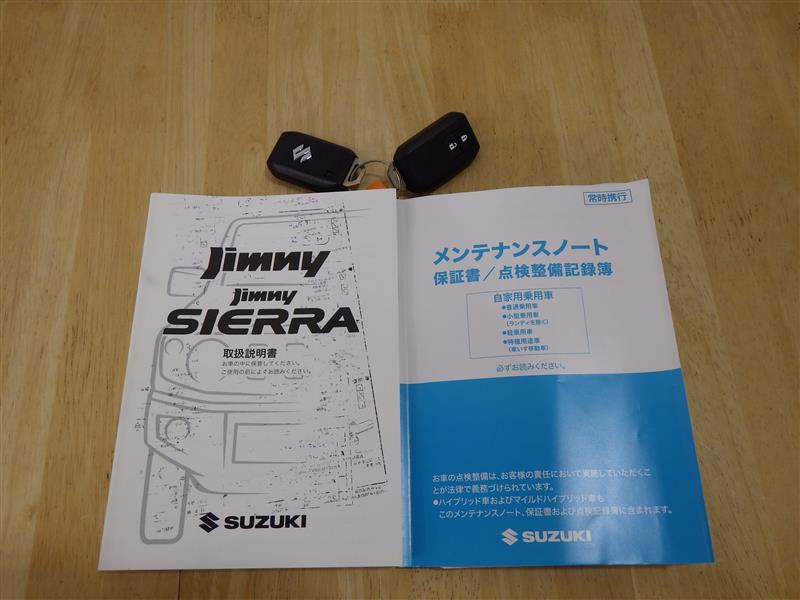 Jimny
Jimny
SIERRA
取扱説明書
お車の中に保管してください。
ご使用の前によくお読みください。
SUZUKI
常時携行
メンテナンスノート
保証書/点検整備記録簿
自家用乗用車
●普通乗用車
●小型乗用車
(ランディを除く)
●軽乗用車
●特種用途車
(車いす移動車)
必ずお読みください。
お車の点検整備は、お客様の責任において実施していただくこ
とが法律で義務づけられています。
●ハイブリッド車およびマイルドハイブリッド車も
このメンテナンスノート、保証書および点検記録簿に含まれます。
SUZUKI